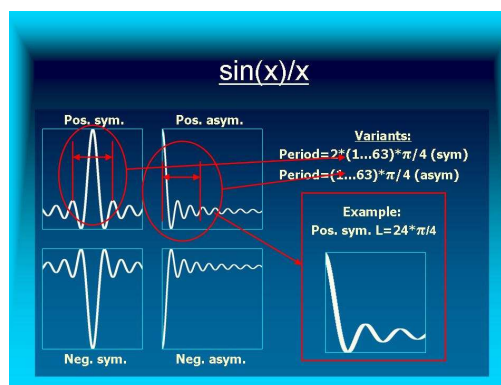 sin(x)/x
Pos. sym.
Pos. asym.
Variants:
Period=2*(1...63)*π/4 (sym)
Period=(1...63)*π/4 (asym)
Example:
Pos. sym. L=24*π/4
Neg. sym.
Neg. asym.